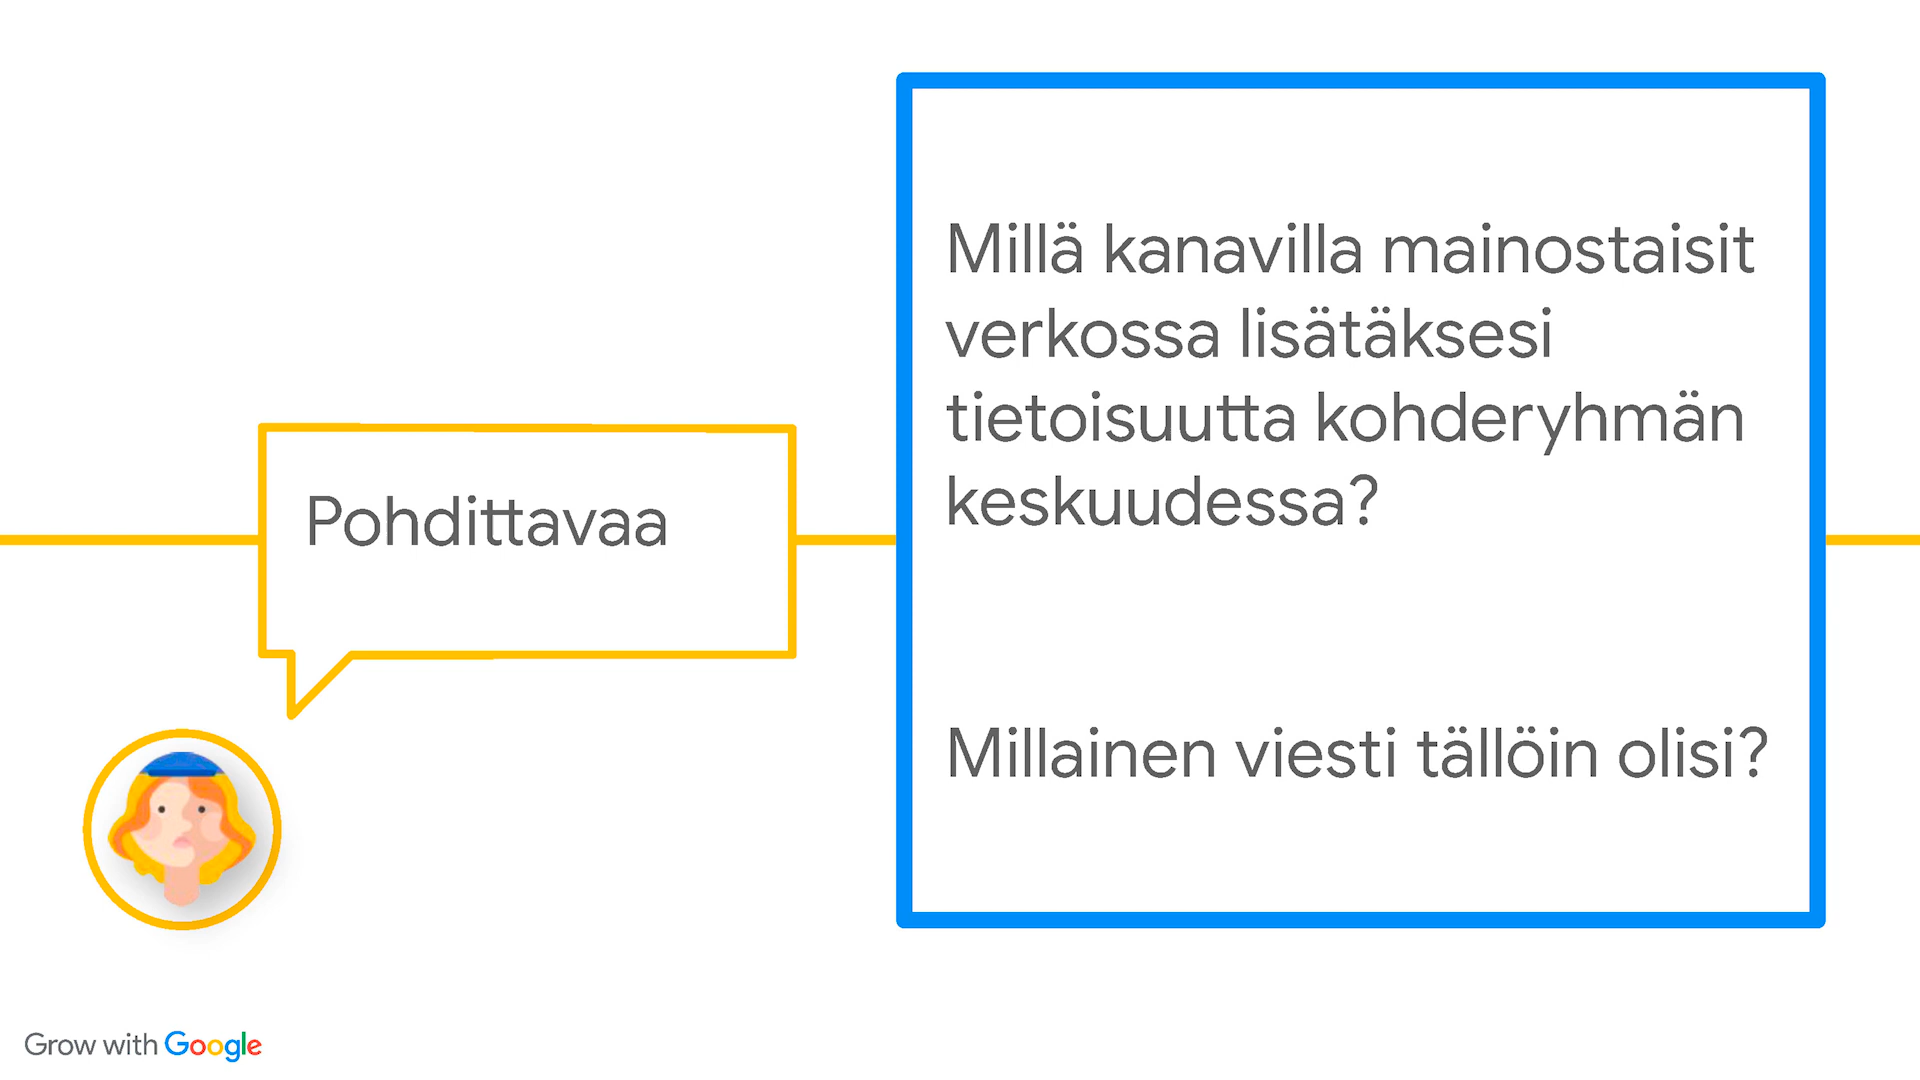 Pohdittavaa
Millä kanavilla mainostaisit
verkossa lisätäksesi
tietoisuutta kohderyhmän
keskuudessa?
Millainen viesti tällöin olisi?
Grow with Google